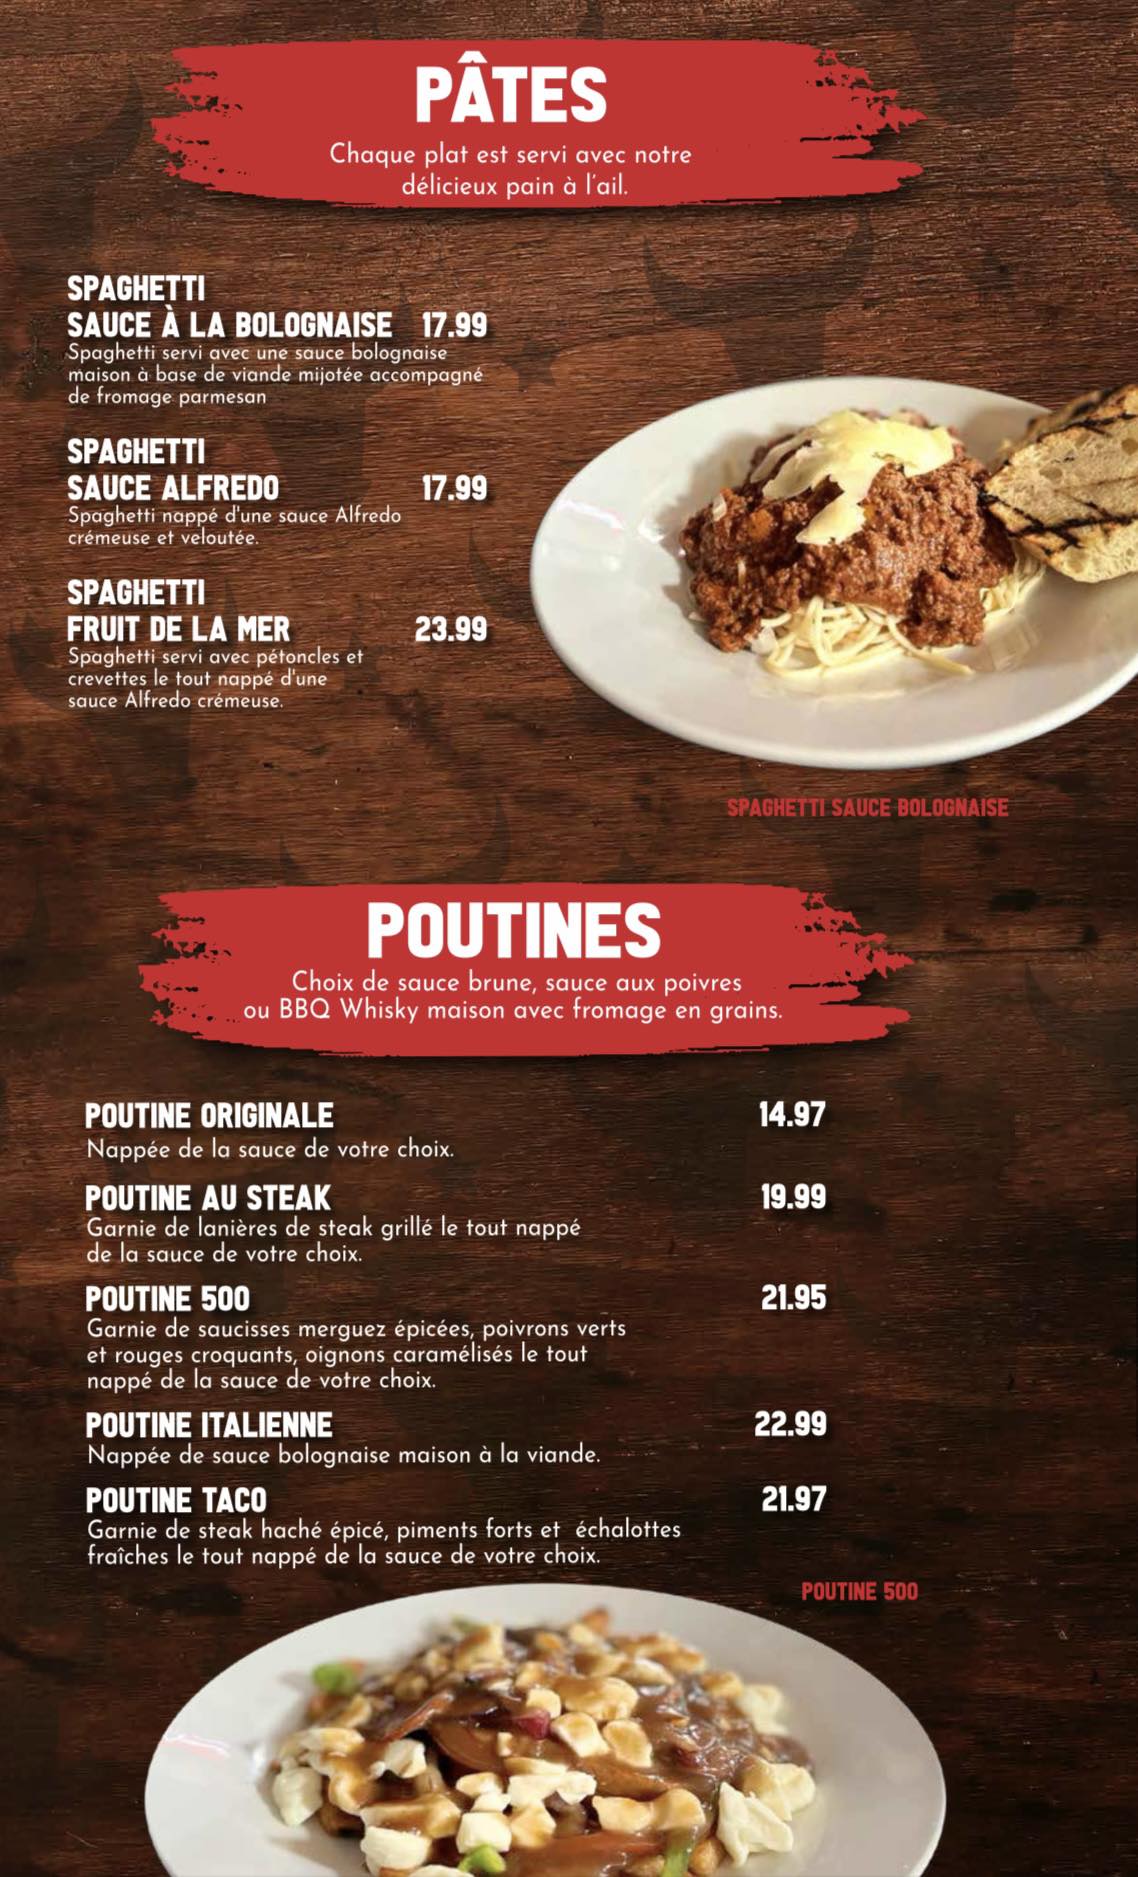 PÂTES
Chaque plat est servi avec notre
délicieux pain à l'ail.
SPAGHETTI
SAUCE À LA BOLOGNAISE 17.99
Spaghetti servi avec une sauce bolognaise
maison à base de viande mijotée accompagné
de fromage parmesan
SPAGHETTI
SAUCE ALFREDO 17.99
Spaghetti nappé d'une sauce Alfredo
crémeuse et veloutée.
SPAGHETTI
FRUIT DE LA MER 23.99
Spaghetti servi avec pétoncles et
crevettes le tout nappé d'une
sauce Alfredo crémeuse.
SPAGHETTI SAUCE BOLOGNAISE
POUTINES
Choix de sauce brune, sauce aux poivres
ou BBQ Whisky maison avec fromage en grains.
POUTINE ORIGINALE 14.97
Nappée de la sauce de votre choix.
POUTINE AU STEAK 19.99
Garnie de lanières de steak grillé le tout nappé
de la sauce de votre choix.
POUTINE 500 21.95
Garnie de saucisses merguez épicées, poivrons verts
et rouges croquants, oignons caramélisés le tout
nappé de la sauce de votre choix.
POUTINE ITALIENNE 22.99
Nappée de sauce bolognaise maison à la viande.
POUTINE TACO 21.97
Garnie de steak haché épicé, piments forts et échalottes
fraîches le tout nappé de la sauce de votre choix.
POUTINE 500